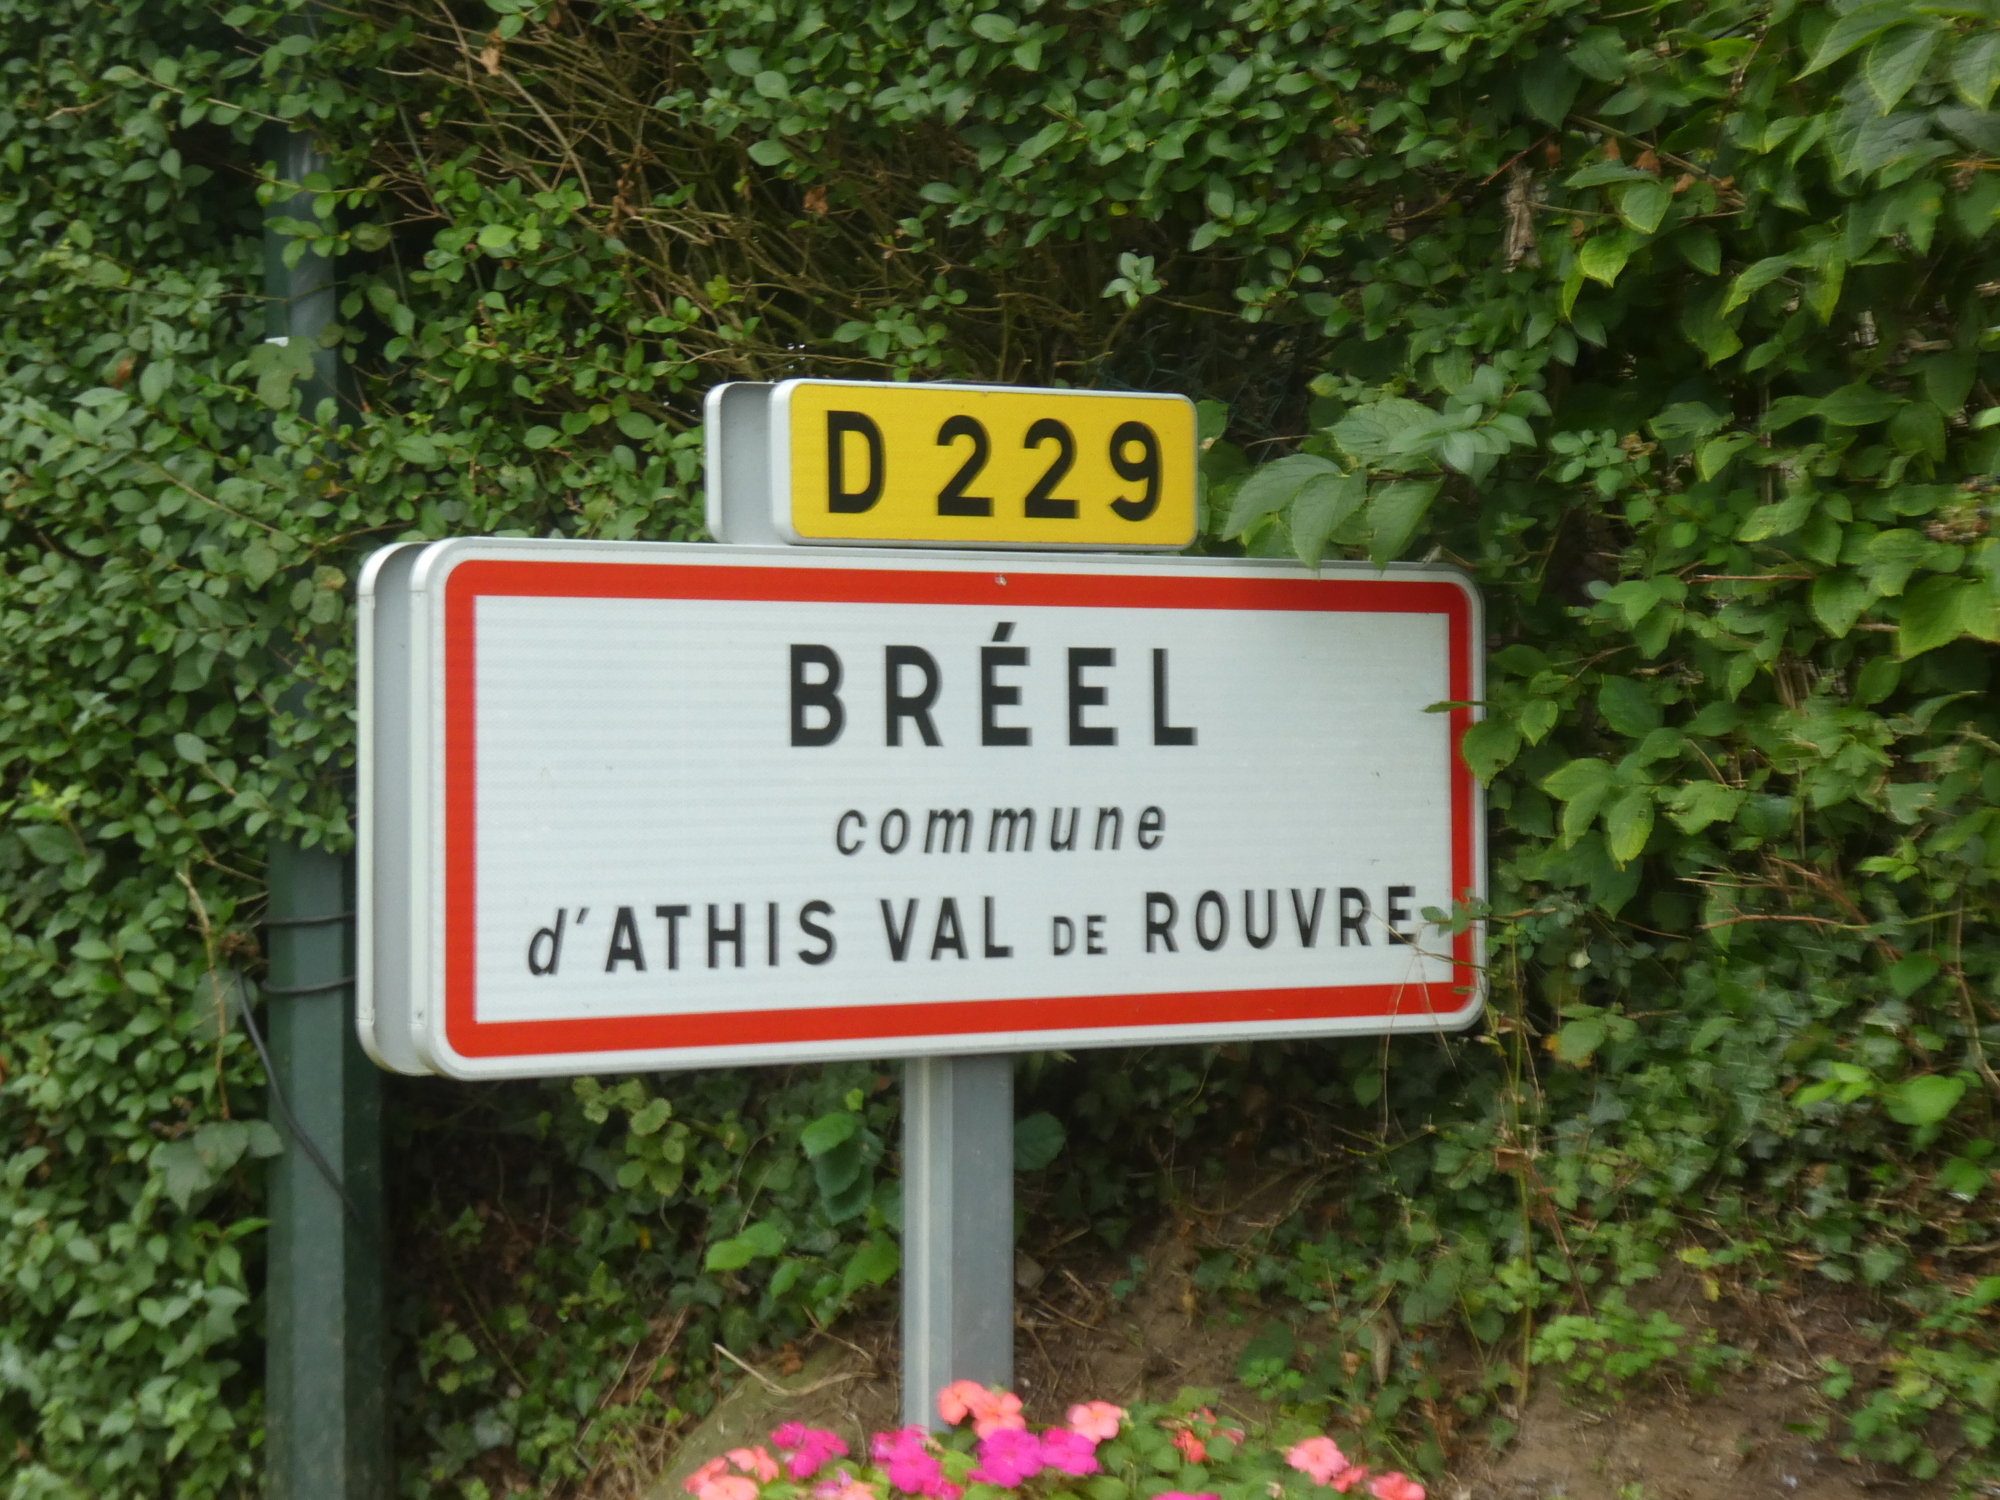 D 229
BRÉEL
commune
d'ATHIS VAL DE ROUVRE